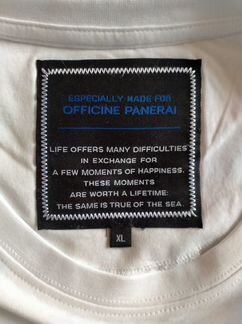 ESPECIALLY MADE FOR
OFFICINE PANERAI
LIFE OFFERS MANY DIFFICULTIES
IN EXCHANGE FOR
A FEW MOMENTS OF HAPPINESS.
THESE MOMENTS
ARE WORTH A LIFETIME:
THE SAME IS TRUE OF THE SEA.
XL